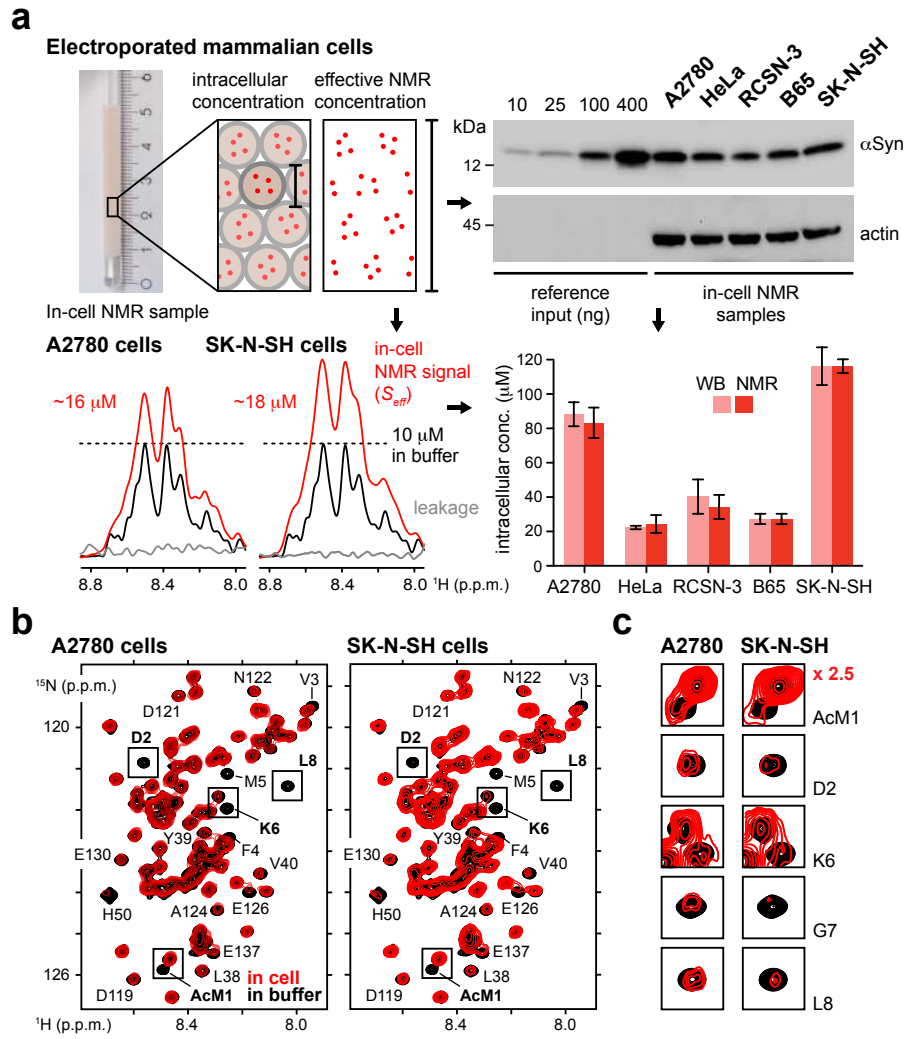 a
Electroporated mammalian cells
intracellular concentration
effective NMR concentration
0 1 2 3 4 5 6
In-cell NMR sample
kDa
10 25 100 400
A2780 HeLa RCSN-3 B65 SK-N-SH
12
αSyn
45
actin
reference input (ng)
in-cell NMR samples
A2780 cells
SK-N-SH cells
in-cell NMR signal (S_eff)
~16 μM
~18 μM
10 μM in buffer
leakage
8.8 8.4 8.0
8.8 8.4 8.0
¹H (p.p.m.)
intracellular conc. (μM)
120
100
80
60
40
20
0
WB NMR
A2780 HeLa RCSN-3 B65 SK-N-SH
b
A2780 cells
¹⁵N (p.p.m.)
120
126
N122
V3
D121
D2
L8
M5
K6
Y39
F4
E130
V40
H50
A124
E126
E137
L38
D119
AcM1
in cell
in buffer
¹H (p.p.m.)
8.4 8.0
SK-N-SH cells
N122
V3
D121
D2
L8
M5
K6
Y39
F4
E130
V40
H50
A124
E126
E137
L38
D119
AcM1
8.4 8.0
c
A2780 SK-N-SH
x 2.5
AcM1
D2
K6
G7
L8